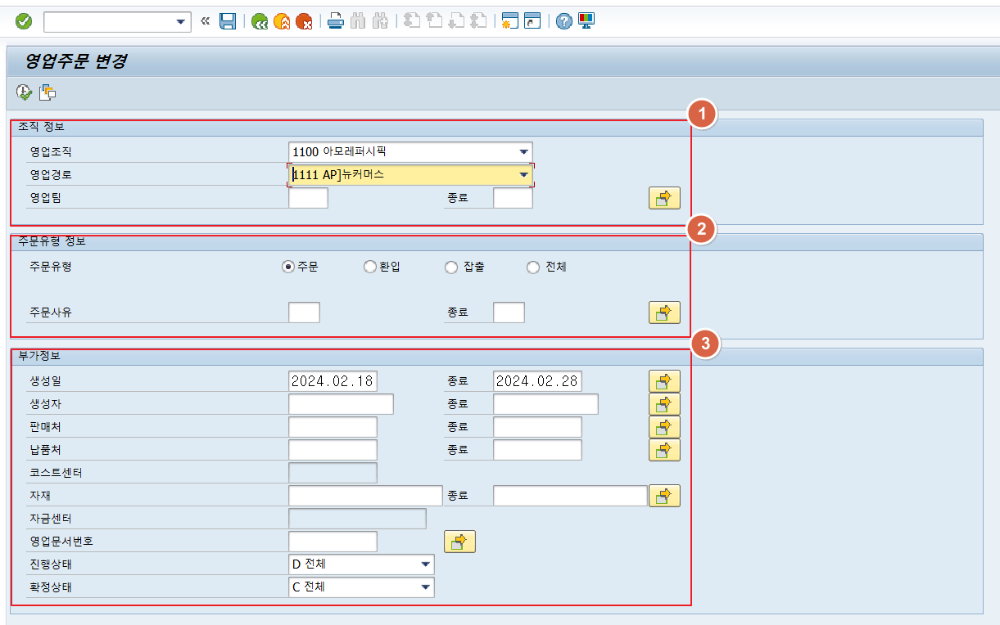 영업주문 변경
1
조직 정보
영업조직 1100 아모레퍼시픽
영업경로 1111 AP]뉴커머스
영업팀 종료
2
주문유형 정보
주문유형 주문 환입 잡출 전체
주문사유 종료
3
부가정보
생성일 2024.02.18 종료 2024.02.28
생성자 종료
판매처 종료
납품처 종료
코스트센터
자재 종료
자금센터
영업문서번호
진행상태 D 전체
확정상태 C 전체